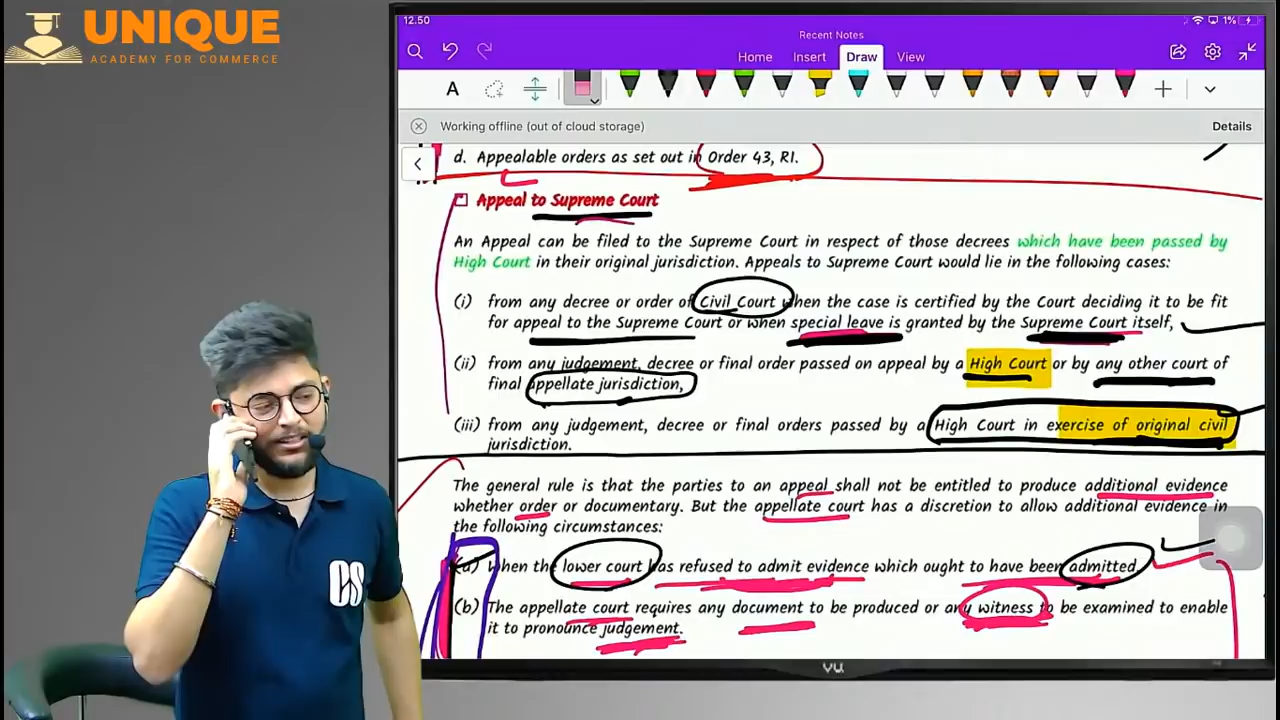 UNIQUE
ACADEMY FOR COMMERCE
12.50
1%
Recent Notes
Home Insert Draw View
A
Working offline (out of cloud storage)
Details
d. Appealable orders as set out in Order 43, R1.
Appeal to Supreme Court
An Appeal can be filed to the Supreme Court in respect of those decrees which have been passed by
High Court in their original jurisdiction. Appeals to Supreme Court would lie in the following cases:
(i) from any decree or order of Civil Court when the case is certified by the Court deciding it to be fit
for appeal to the Supreme Court or when special leave is granted by the Supreme Court itself,
(ii) from any judgement, decree or final order passed on appeal by a High Court or by any other court of
final appellate jurisdiction,
(iii) from any judgement, decree or final orders passed by a High Court in exercise of original civil
jurisdiction.
The general rule is that the parties to an appeal shall not be entitled to produce additional evidence
whether order or documentary. But the appellate court has a discretion to allow additional evidence in
the following circumstances:
(a) when the lower court has refused to admit evidence which ought to have been admitted.
(b) The appellate court requires any document to be produced or any witness to be examined to enable
it to pronounce judgement.
CS
VU